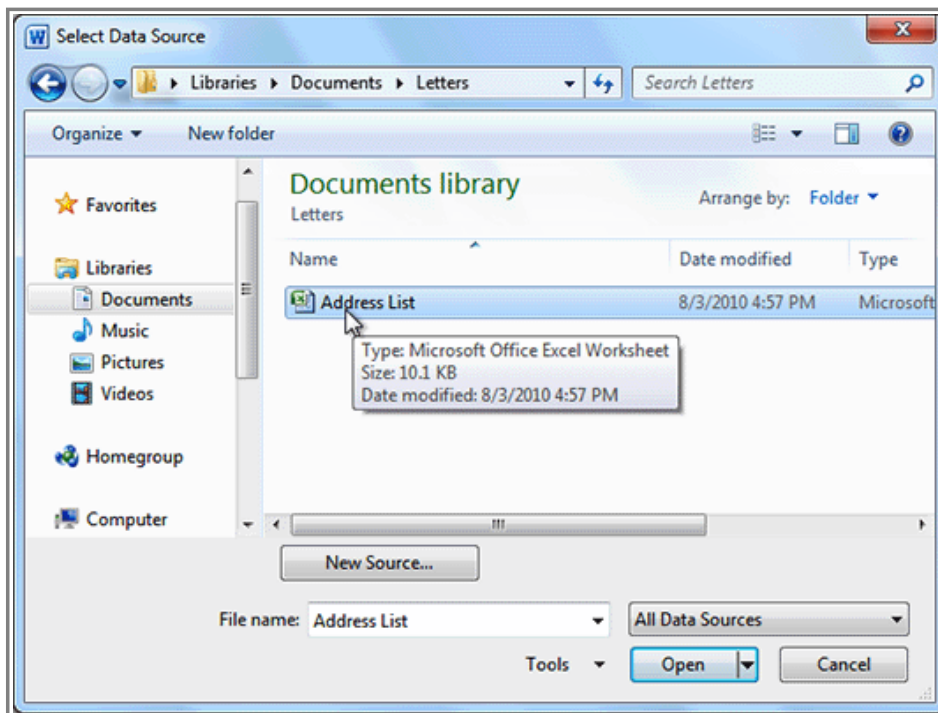 Select Data Source
Libraries Documents Letters
Search Letters
Organize New folder
Favorites
Libraries
Documents
Music
Pictures
Videos
Homegroup
Computer
Documents library
Letters
Arrange by: Folder
Name Date modified Type
Address List 8/3/2010 4:57 PM Microsoft
Type: Microsoft Office Excel Worksheet
Size: 10.1 KB
Date modified: 8/3/2010 4:57 PM
New Source...
File name: Address List All Data Sources
Tools Open Cancel